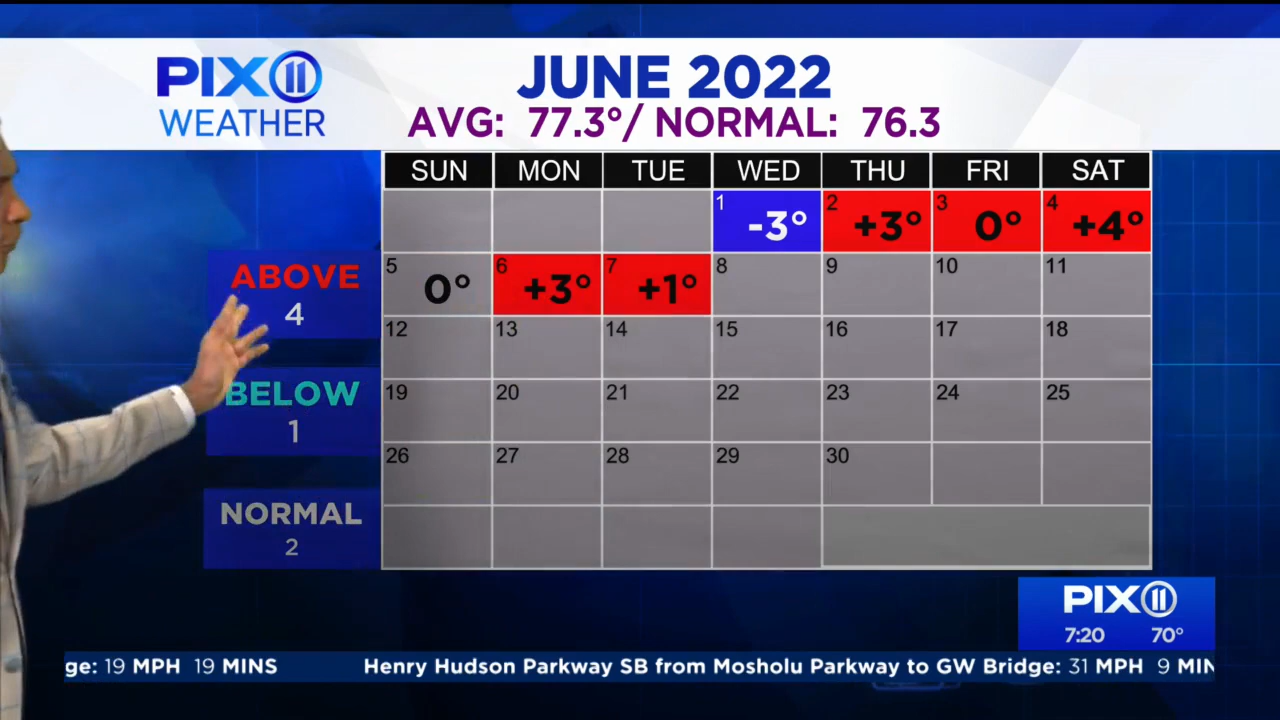 PIX 11
WEATHER
JUNE 2022
AVG: 77.3°/ NORMAL: 76.3
SUN MON TUE WED THU FRI SAT
1 -3° 2 +3° 3 0° 4 +4°
5 0° 6 +3° 7 +1° 8 9 10 11
12 13 14 15 16 17 18
19 20 21 22 23 24 25
26 27 28 29 30
ABOVE
4
BELOW
1
NORMAL
2
PIX 11
7:20 70°
ge: 19 MPH 19 MINS Henry Hudson Parkway SB from Mosholu Parkway to GW Bridge: 31 MPH 9 MIN